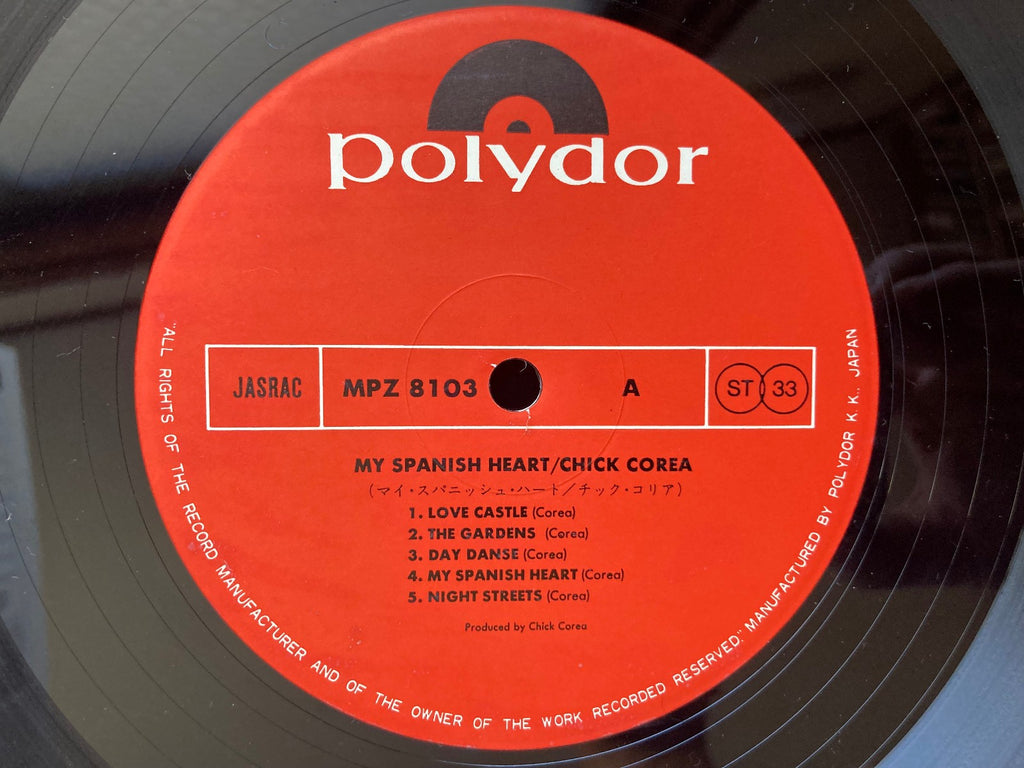 polydor
JASRAC MPZ 8103 A ST 33
MY SPANISH HEART/CHICK COREA
(マイ・スパニッシュ・ハート/チック・コリア)
1. LOVE CASTLE (Corea)
2. THE GARDENS (Corea)
3. DAY DANSE (Corea)
4. MY SPANISH HEART (Corea)
5. NIGHT STREETS (Corea)
Produced by Chick Corea
"ALL RIGHTS OF THE RECORD MANUFACTURER AND OF THE OWNER OF THE WORK RECORDED RESERVED." MANUFACTURED BY POLYDOR K.K., JAPAN